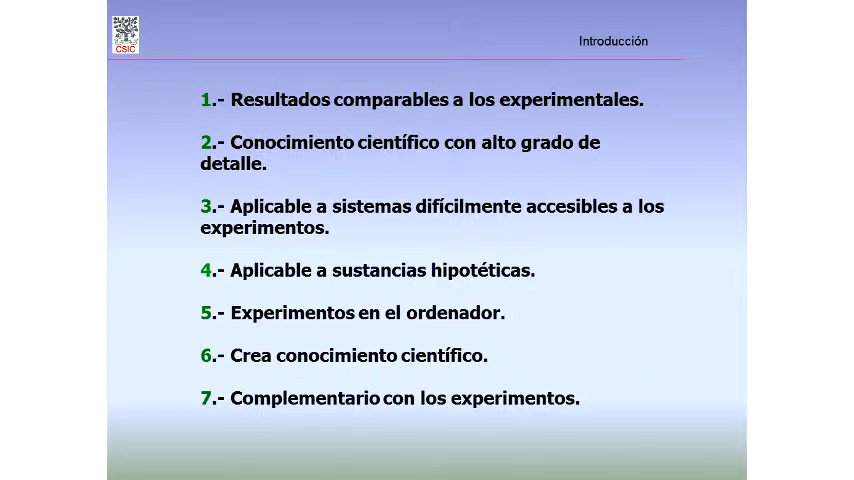 CSIC
Introducción
1.- Resultados comparables a los experimentales.
2.- Conocimiento científico con alto grado de
detalle.
3.- Aplicable a sistemas difícilmente accesibles a los
experimentos.
4.- Aplicable a sustancias hipotéticas.
5.- Experimentos en el ordenador.
6.- Crea conocimiento científico.
7.- Complementario con los experimentos.